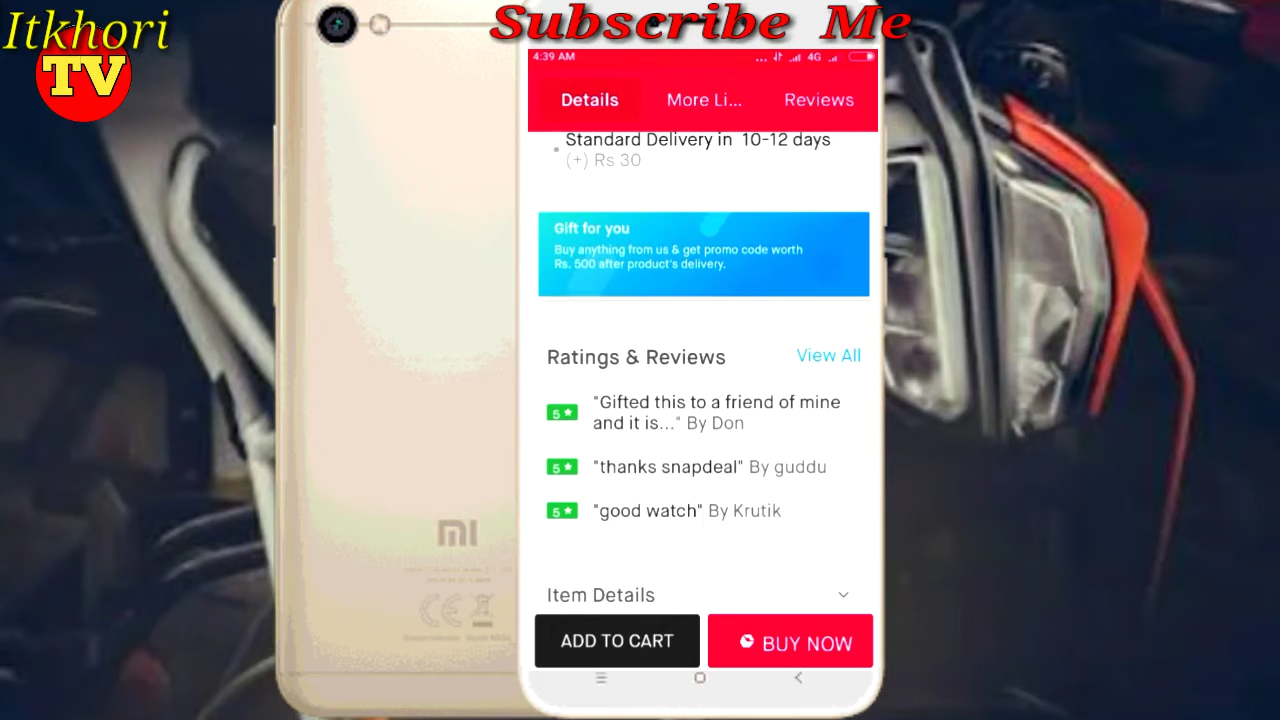 Itkhori
TV
Subscribe Me
4:39 AM
4G
Details
More Li...
Reviews
Standard Delivery in 10-12 days
(+) Rs 30
Gift for you
Buy anything from us & get promo code worth
Rs. 500 after product's delivery.
Ratings & Reviews
View All
5
"Gifted this to a friend of mine
and it is..." By Don
5
"thanks snapdeal" By guddu
5
"good watch" By Krutik
Item Details
ADD TO CART
BUY NOW
mi
CE